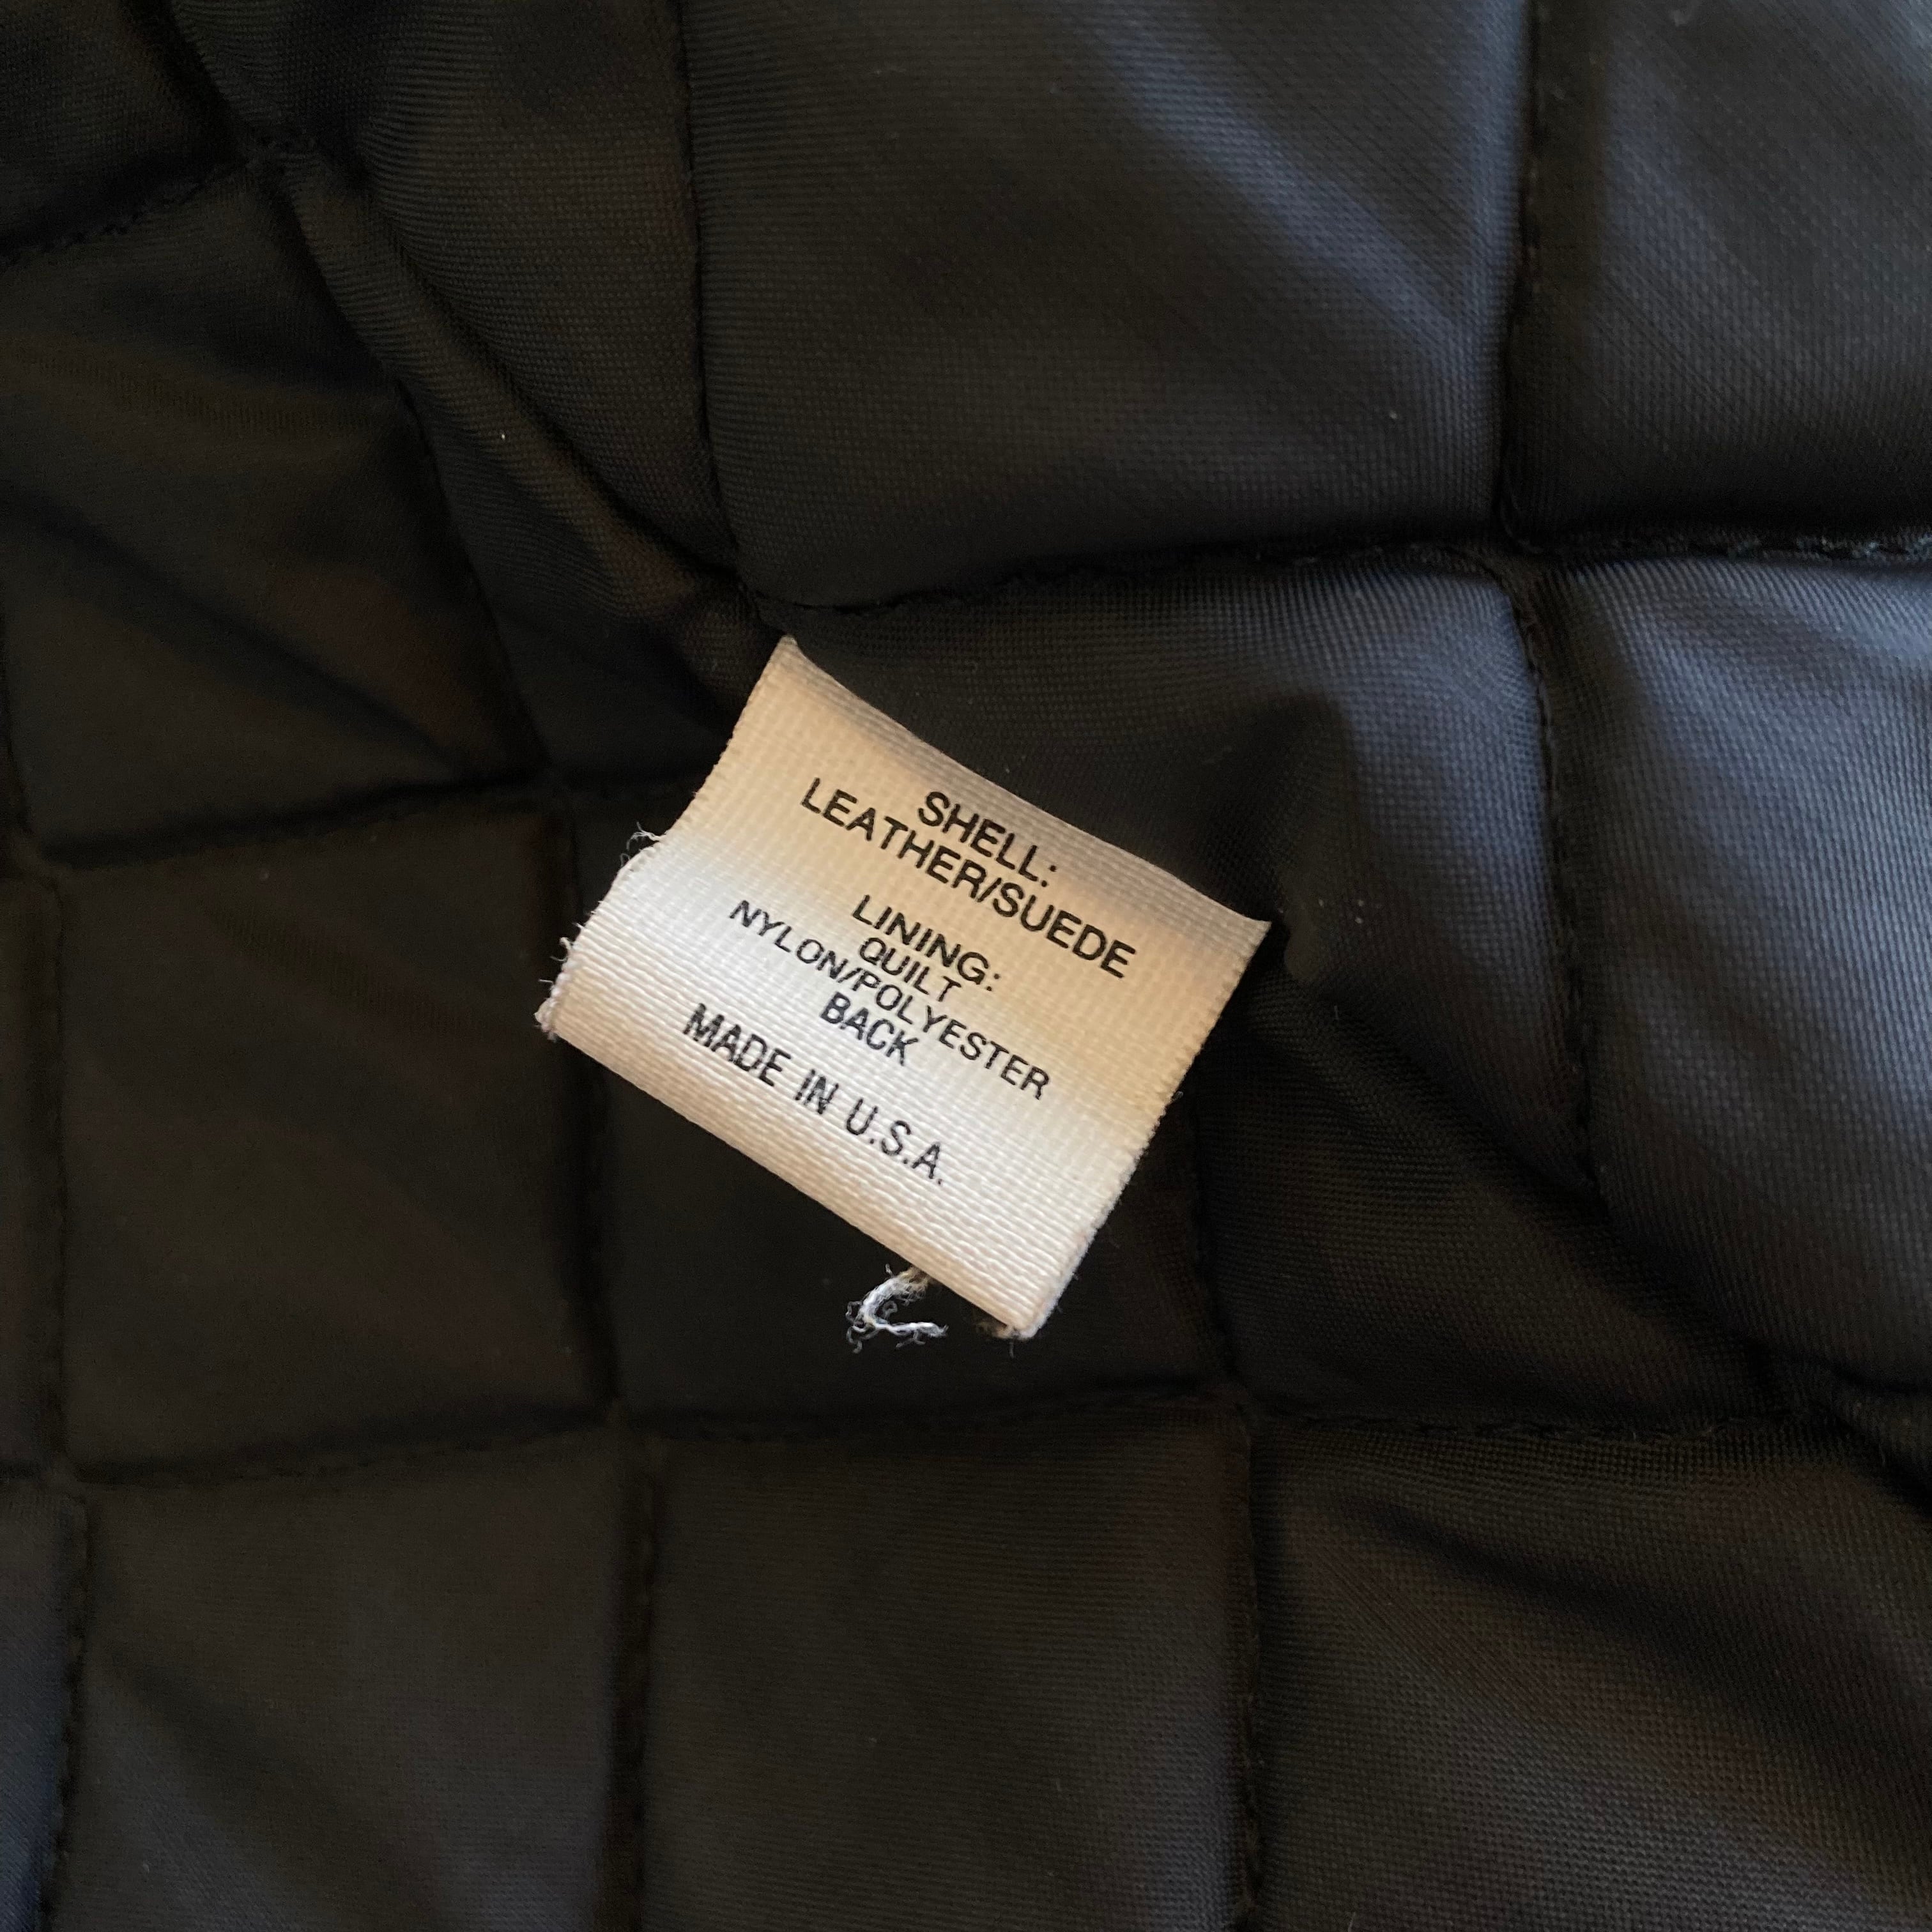 SHELL:
LEATHER/SUEDE
LINING:
QUILT
NYLON/POLYESTER
BACK
MADE IN U.S.A.